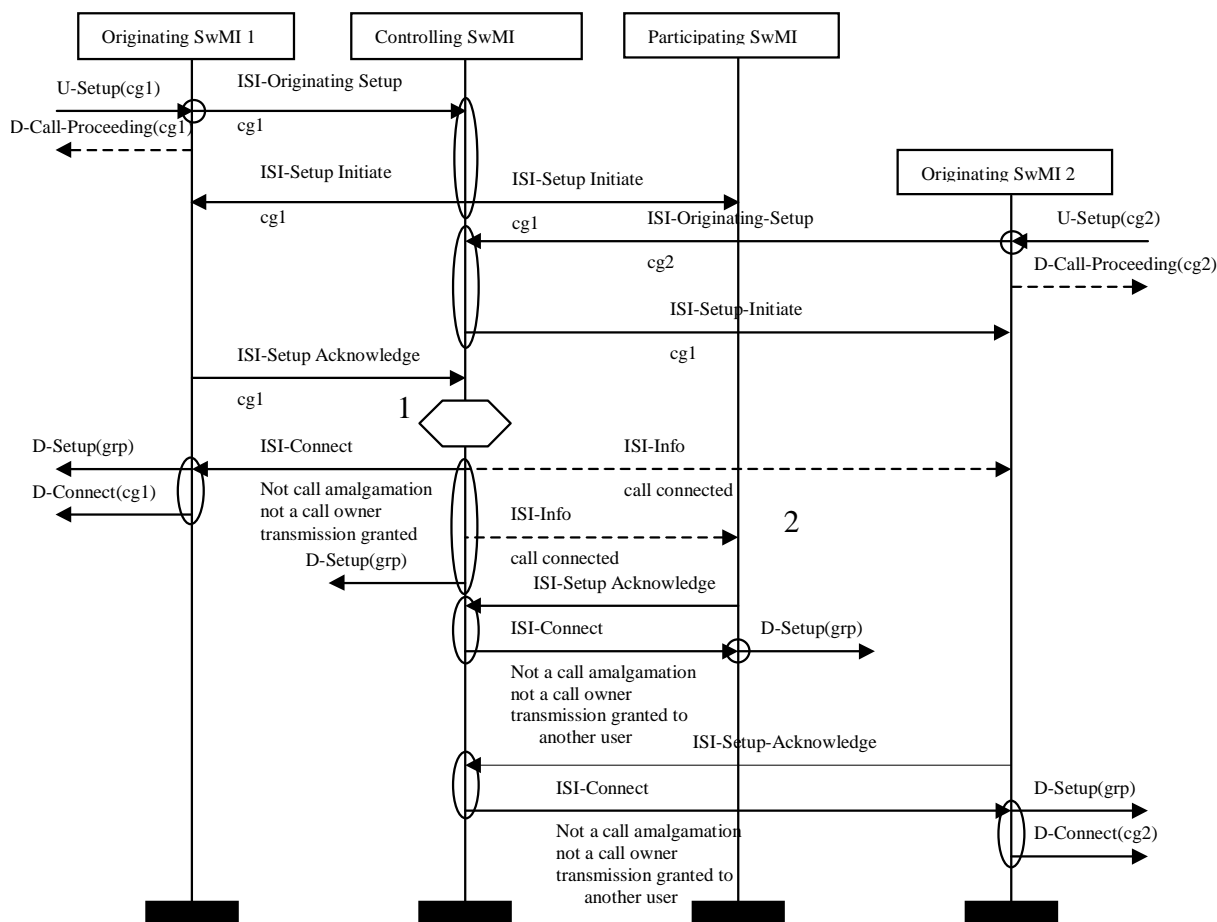 Originating SwMI 1
Controlling SwMI
Participating SwMI
U-Setup(cg1)
ISI-Originating Setup
cg1
D-Call-Proceeding(cg1)
ISI-Setup Initiate
ISI-Setup Initiate
Originating SwMI 2
cg1
cg1
ISI-Originating-Setup
U-Setup(cg2)
cg2
D-Call-Proceeding(cg2)
ISI-Setup-Initiate
cg1
ISI-Setup Acknowledge
cg1
1
D-Setup(grp)
ISI-Connect
ISI-Info
D-Connect(cg1)
Not call amalgamation
not a call owner
transmission granted
call connected
ISI-Info
2
call connected
D-Setup(grp)
ISI-Setup Acknowledge
ISI-Connect
D-Setup(grp)
Not a call amalgamation
not a call owner
transmission granted to
another user
ISI-Setup-Acknowledge
ISI-Connect
D-Setup(grp)
Not a call amalgamation
not a call owner
transmission granted to
another user
D-Connect(cg2)